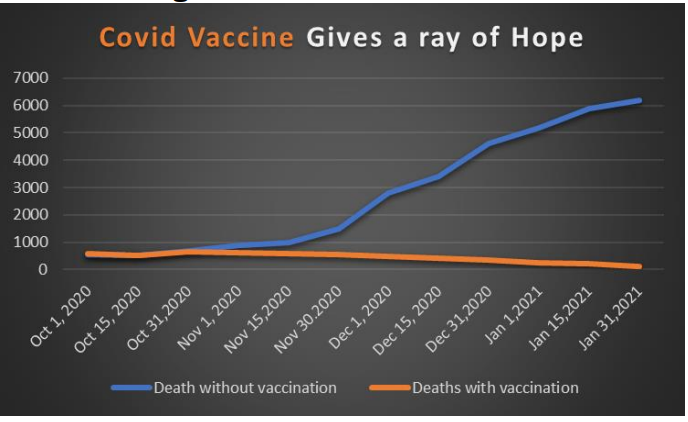 Covid Vaccine Gives a ray of Hope
7000
6000
5000
4000
3000
2000
1000
0
Oct 1, 2020
Oct 15, 2020
Oct 31,2020
Nov 1, 2020
Nov 15,2020
Nov 30.2020
Dec 1, 2020
Dec 15, 2020
Dec 31,2020
Jan 1,2021
Jan 15,2021
Jan 31,2021
Death without vaccination
Deaths with vaccination